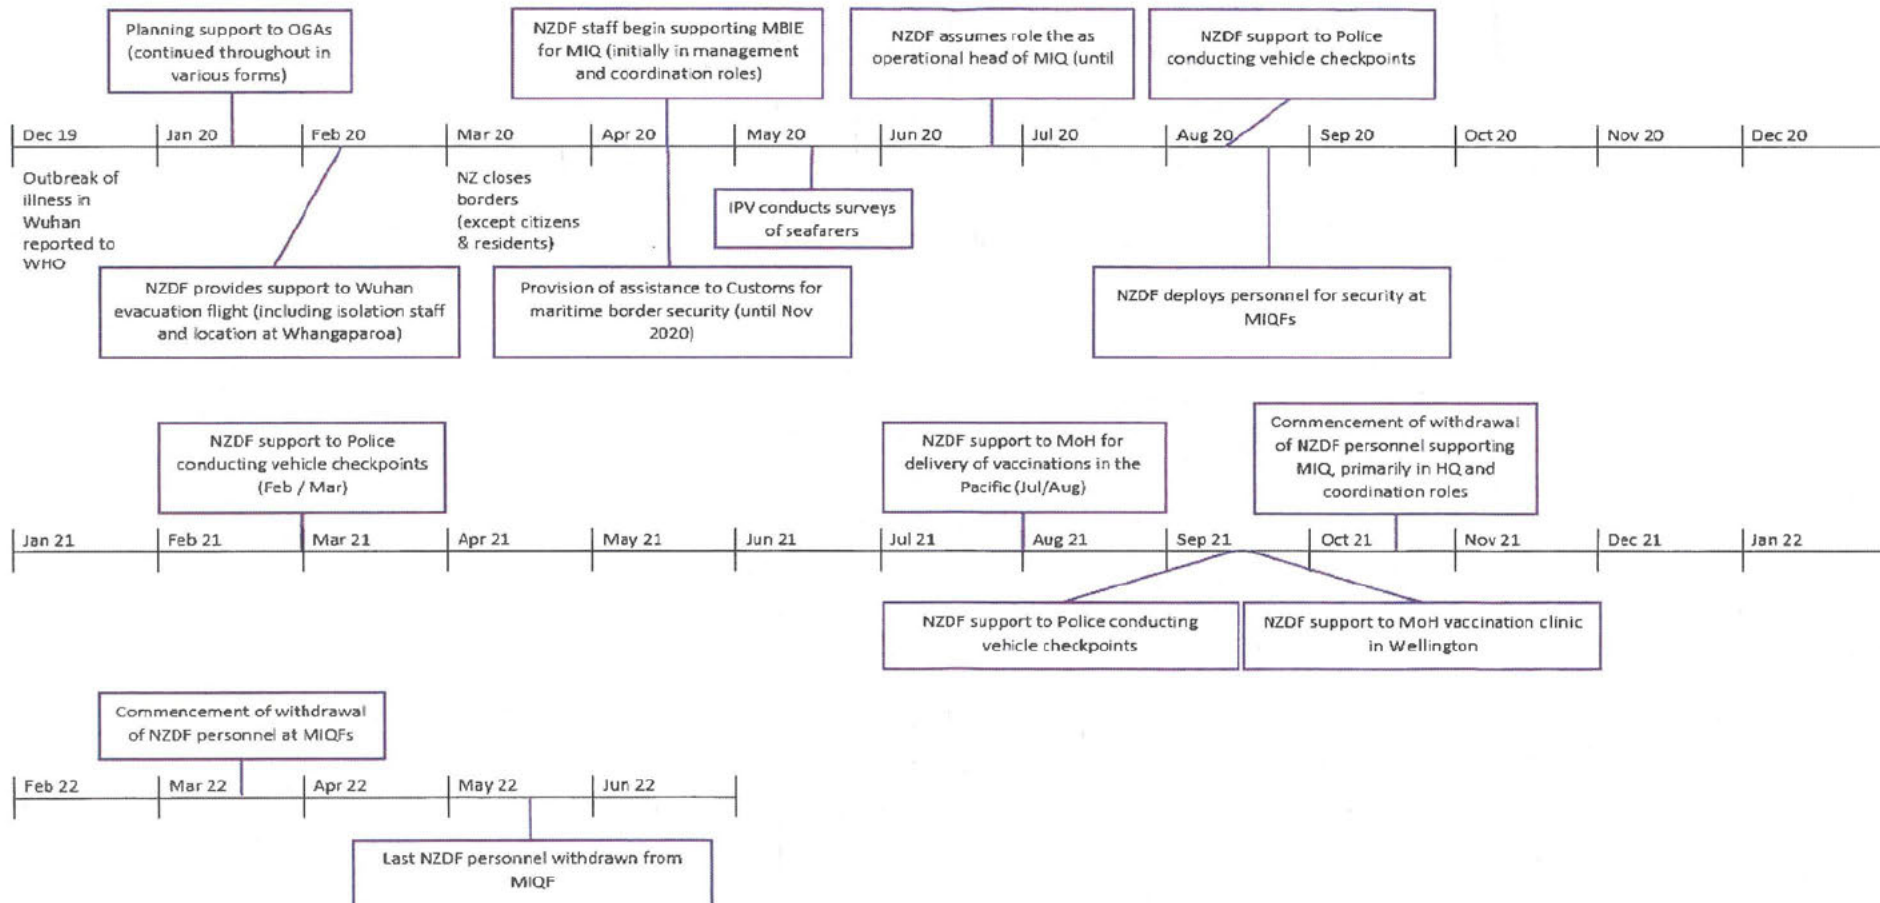 Planning support to OGAs
(continued throughout in
various forms)
NZDF staff begin supporting MBIE
for MIQ (initially in management
and coordination roles)
NZDF assumes role the as
operational head of MIQ (until
NZDF support to Police
conducting vehicle checkpoints
Dec 19
Jan 20
Feb 20
Mar 20
Apr 20
May 20
Jun 20
Jul 20
Aug 20
Sep 20
Oct 20
Nov 20
Dec 20
Outbreak of
illness in
Wuhan
reported to
WHO
NZ closes
borders
(except citizens
& residents)
IPV conducts surveys
of seafarers
NZDF provides support to Wuhan
evacuation flight (including isolation staff
and location at Whangaparoa)
Provision of assistance to Customs for
maritime border security (until Nov
2020)
NZDF deploys personnel for security at
MIQFs
NZDF support to Police
conducting vehicle checkpoints
(Feb / Mar)
NZDF support to MoH for
delivery of vaccinations in the
Pacific (Jul/Aug)
Commencement of withdrawal
of NZDF personnel supporting
MIQ, primarily in HQ and
coordination roles
Jan 21
Feb 21
Mar 21
Apr 21
May 21
Jun 21
Jul 21
Aug 21
Sep 21
Oct 21
Nov 21
Dec 21
Jan 22
NZDF support to Police conducting
vehicle checkpoints
NZDF support to MoH vaccination clinic
in Wellington
Commencement of withdrawal
of NZDF personnel at MIQFs
Feb 22
Mar 22
Apr 22
May 22
Jun 22
Last NZDF personnel withdrawn from
MIQF